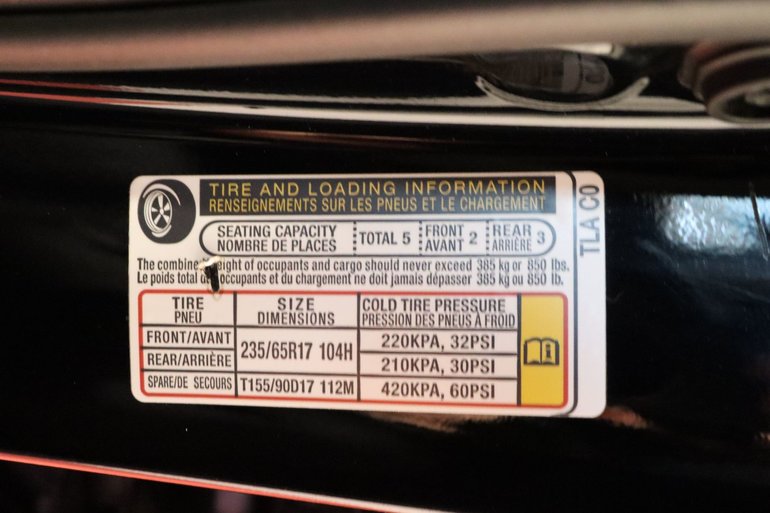 TIRE AND LOADING INFORMATION
RENSEIGNEMENTS SUR LES PNEUS ET LE CHARGEMENT
SEATING CAPACITY
NOMBRE DE PLACES
TOTAL 5
FRONT
AVANT 2
REAR
ARRIÈRE 3
The combine eight of occupants and cargo should never exceed 385 kg or 850 lbs.
Le poids total occupants et du chargement ne doit jamais dépasser 385 kg ou 850 lb.
TIRE
PNEU
SIZE
DIMENSIONS
COLD TIRE PRESSURE
PRESSION DES PNEUS À FROID
FRONT/AVANT
235/65R17 104H
220KPA, 32PSI
REAR/ARRIÈRE
210KPA, 30PSI
SPARE/DE SECOURS
T155/90D17 112M
420KPA, 60PSI
TLA CO